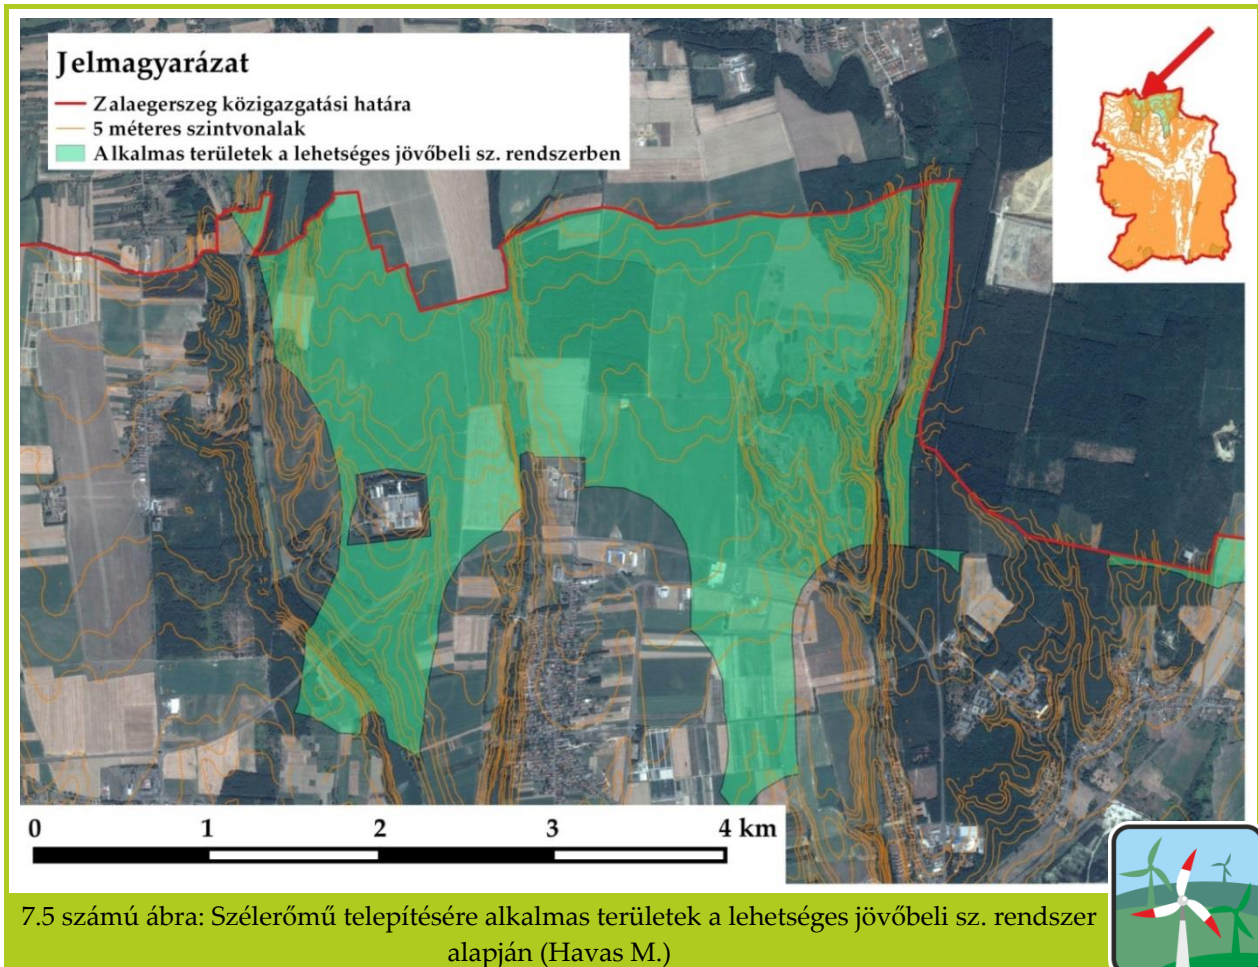 Jelmagyarázat
Zalaegerszeg közigazgatási határa
5 méteres szintvonalak
Alkalmas területek a lehetséges jövőbeli sz. rendszerben
0 1 2 3 4 km
7.5 számú ábra: Szélerőmű telepítésére alkalmas területek a lehetséges jövőbeli sz. rendszer
alapján (Havas M.)